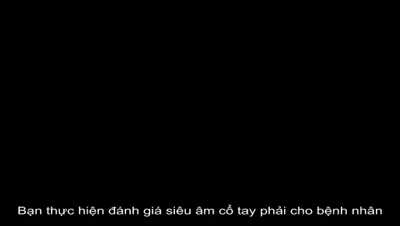 Bạn thực hiện đánh giá siêu âm cổ tay phải cho bệnh nhân